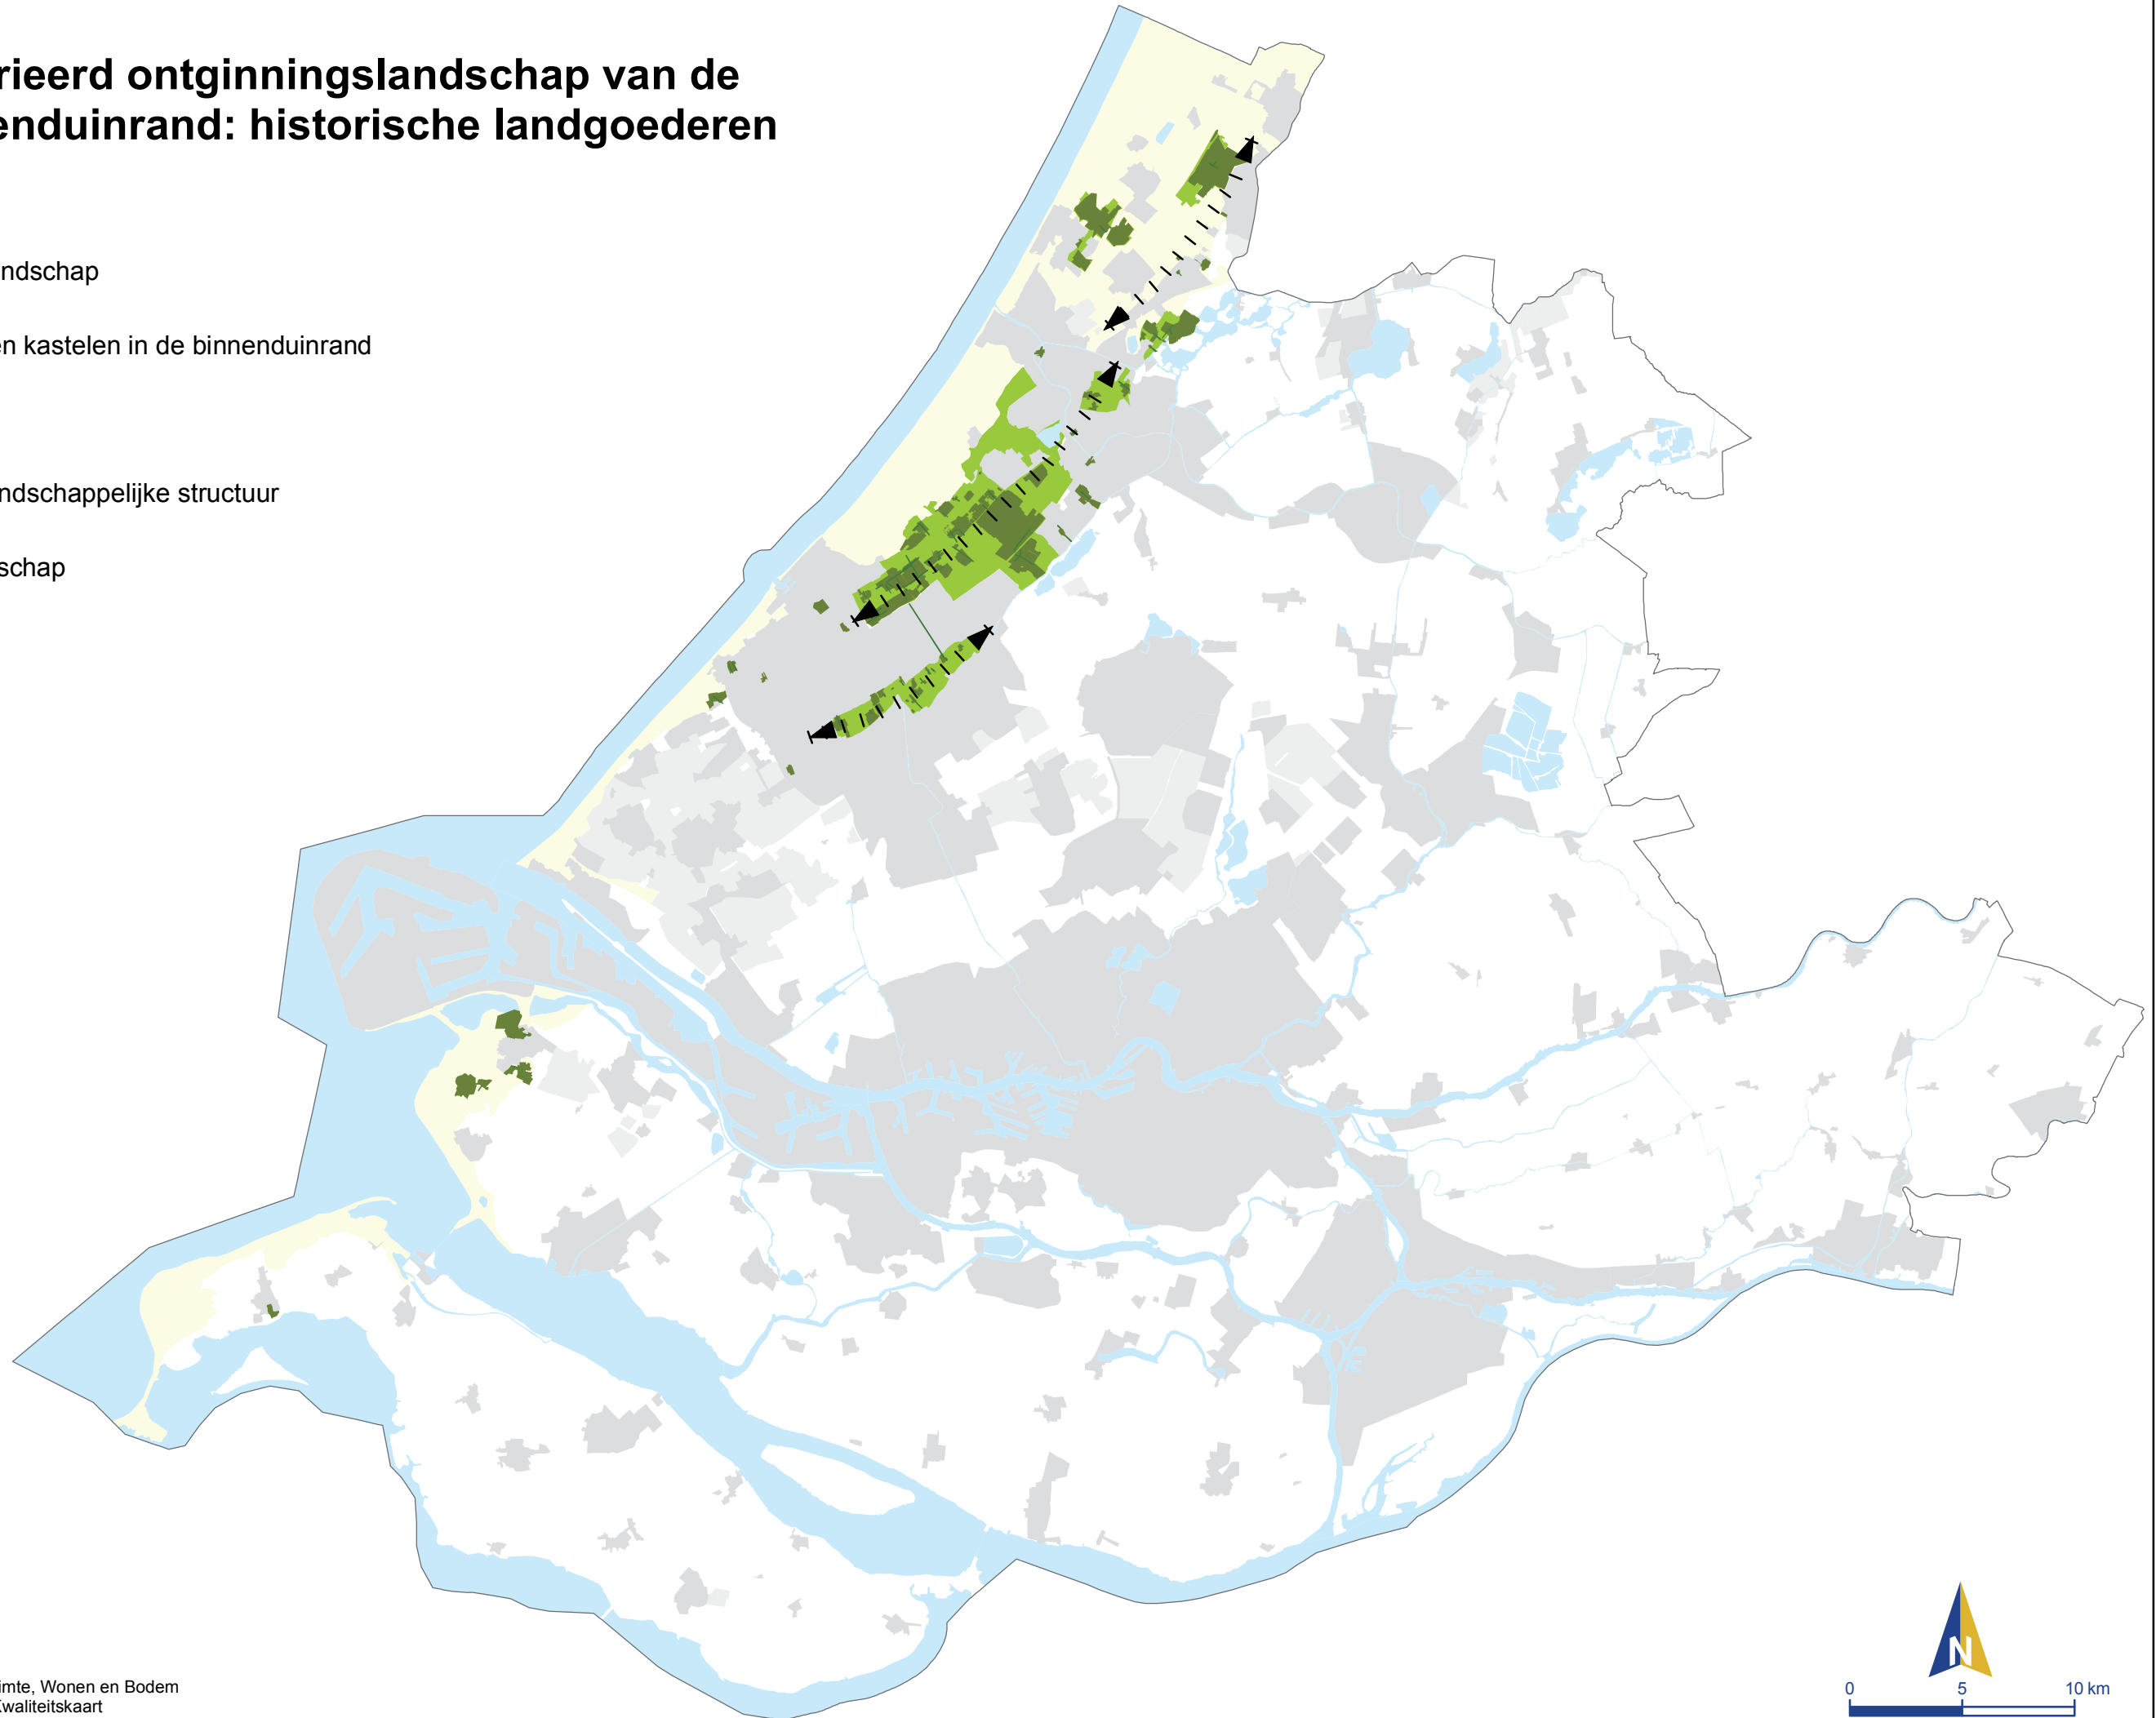 rieerd ontginningslandschap van de
enduinrand: historische landgoederen
ndschap
en kastelen in de binnenduinrand
ndschappelijke structuur
schap
imte, Wonen en Bodem
Kwaliteitskaart
N
0 5 10 km